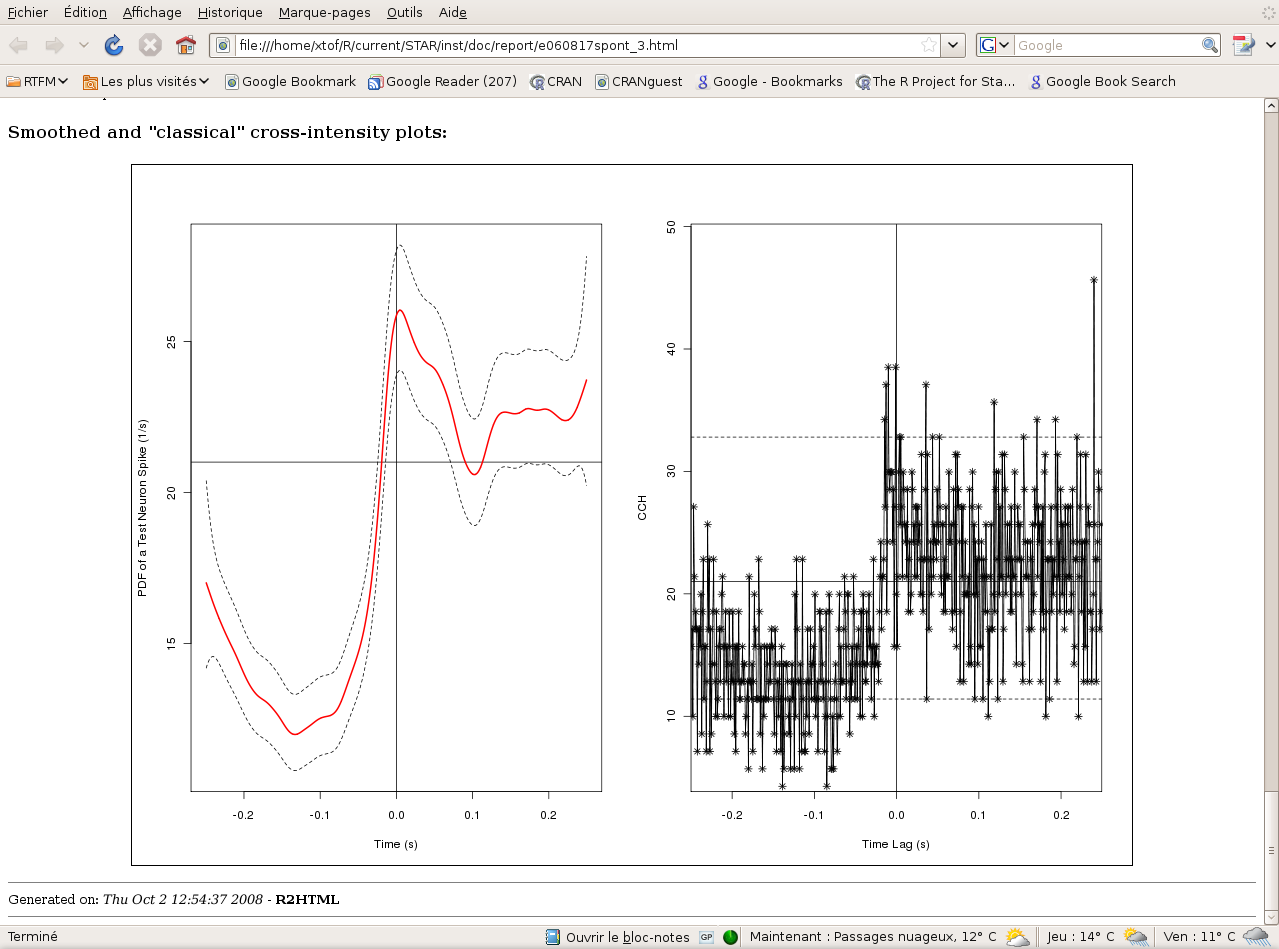 Fichier Édition Affichage Historique Marque-pages Outils Aide
file:///home/xtof/R/current/STAR/inst/doc/report/e060817spont_3.html
G Google
RTFM Les plus visités Google Bookmark Google Reader (207) CRAN CRANguest Google - Bookmarks The R Project for Sta... Google Book Search
Smoothed and "classical" cross-intensity plots:
PDF of a Test Neuron Spike (1/s)
25
20
15
-0.2 -0.1 0.0 0.1 0.2
Time (s)
CCH
50
40
30
20
10
-0.2 -0.1 0.0 0.1 0.2
Time Lag (s)
Generated on: Thu Oct 2 12:54:37 2008 - R2HTML
Terminé Ouvrir le bloc-notes GP Maintenant : Passages nuageux, 12° C Jeu : 14° C Ven : 11° C